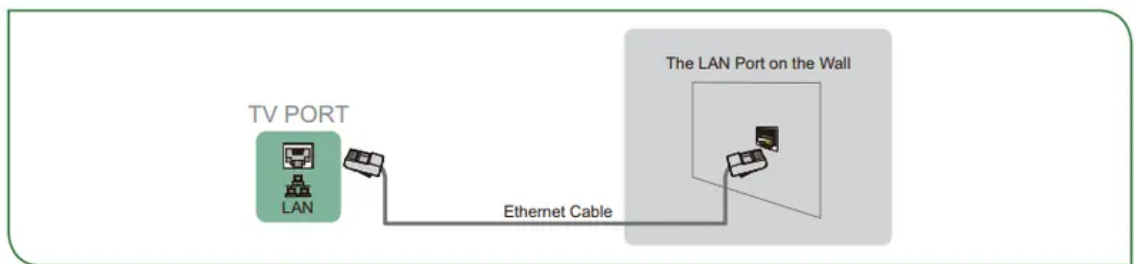 The LAN Port on the Wall
TV PORT
LAN
Ethernet Cable